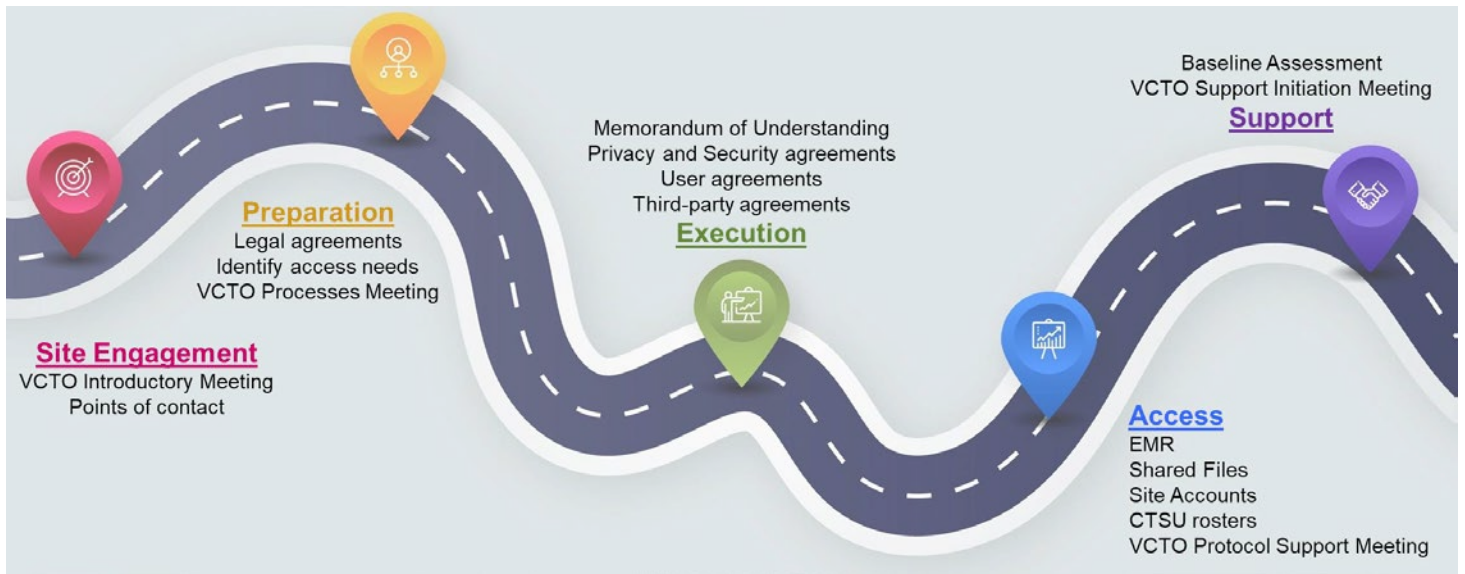 Site Engagement
VCTO Introductory Meeting
Points of contact
Preparation
Legal agreements
Identify access needs
VCTO Processes Meeting
Memorandum of Understanding
Privacy and Security agreements
User agreements
Third-party agreements
Execution
Access
EMR
Shared Files
Site Accounts
CTSU rosters
VCTO Protocol Support Meeting
Baseline Assessment
VCTO Support Initiation Meeting
Support